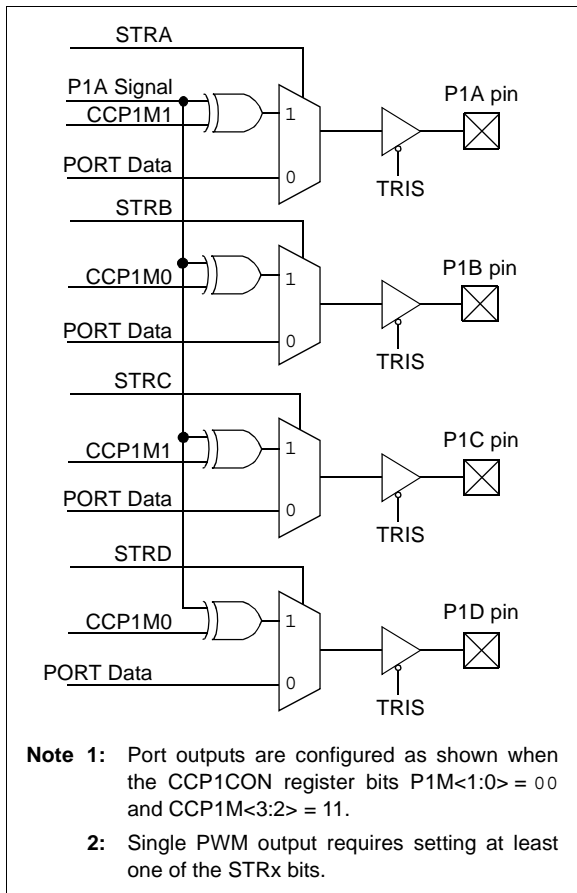 STRA
P1A Signal
P1A pin
CCP1M1
1
PORT Data
0
TRIS
STRB
P1B pin
CCP1M0
1
PORT Data
0
TRIS
STRC
P1C pin
CCP1M1
1
PORT Data
0
TRIS
STRD
P1D pin
CCP1M0
1
PORT Data
0
TRIS
Note 1: Port outputs are configured as shown when
the CCP1CON register bits P1M<1:0> = 00
and CCP1M<3:2> = 11.
2: Single PWM output requires setting at least
one of the STRx bits.